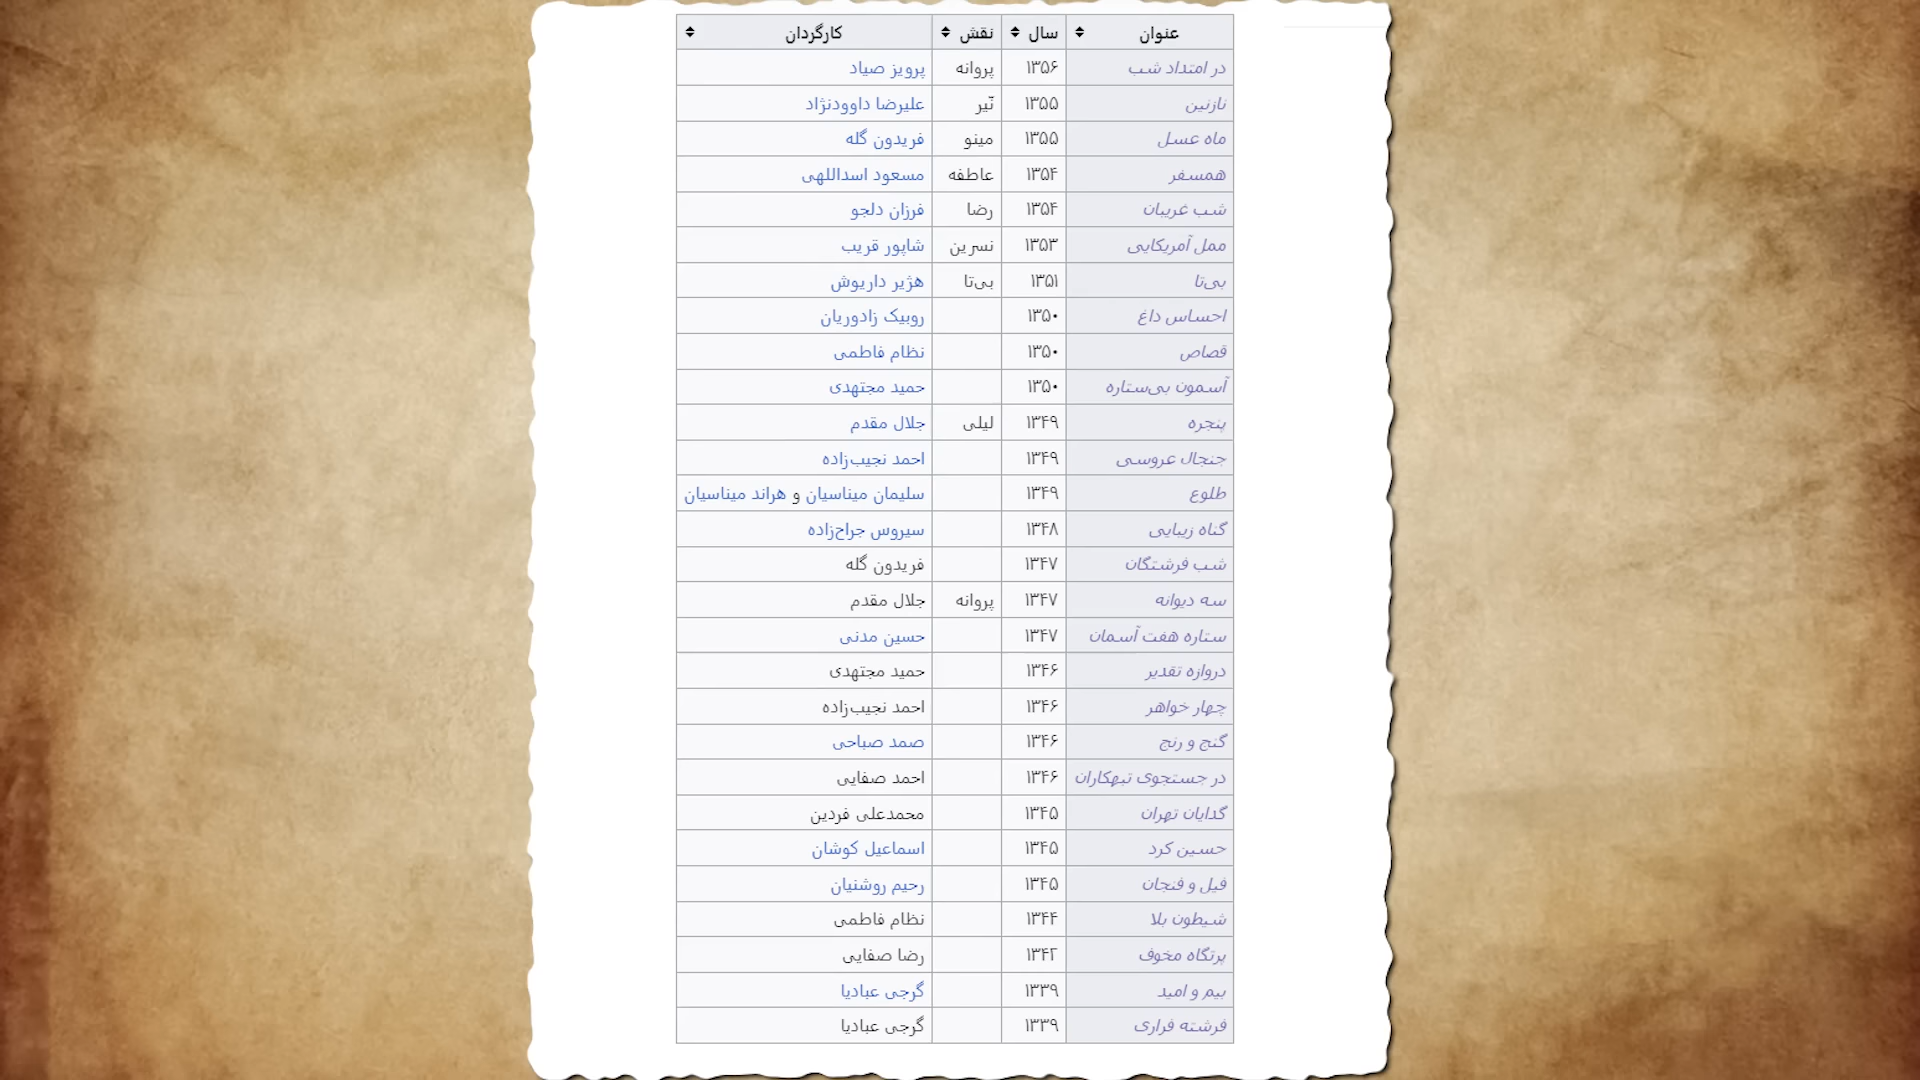 عنوان سال نقش کارگردان
در امتداد شب ۱۳۵۶ پروانه پرویز صیاد
نازنین ۱۳۵۵ نّیر علیرضا داوودنژاد
ماه عسل ۱۳۵۵ مینو فریدون گله
همسفر ۱۳۵۴ عاطفه مسعود اسداللهی
شب غریبان ۱۳۵۴ رضا فرزان دلجو
ممل آمریکایی ۱۳۵۳ نسرین شاپور قریب
بی‌تا ۱۳۵۱ بی‌تا هژیر داریوش
احساس داغ ۱۳۵۰ روبیک زادوریان
قصاص ۱۳۵۰ نظام فاطمی
آسمون بی‌ستاره ۱۳۵۰ حمید مجتهدی
پنجره ۱۳۴۹ لیلی جلال مقدم
جنجال عروسی ۱۳۴۹ احمد نجیب‌زاده
طلوع ۱۳۴۹ سلیمان میناسیان و هراند میناسیان
گناه زیبایی ۱۳۴۸ سیروس جراح‌زاده
شب فرشتگان ۱۳۴۷ فریدون گله
سه دیوانه ۱۳۴۷ پروانه جلال مقدم
ستاره هفت آسمان ۱۳۴۷ حسین مدنی
دروازه تقدیر ۱۳۴۶ حمید مجتهدی
چهار خواهر ۱۳۴۶ احمد نجیب‌زاده
گنج و رنج ۱۳۴۶ صمد صباحی
در جستجوی تبهکاران ۱۳۴۶ احمد صفایی
گدایان تهران ۱۳۴۵ محمدعلی فردین
حسین کرد ۱۳۴۵ اسماعیل کوشان
فیل و فنجان ۱۳۴۵ رحیم روشنیان
شیطون بلا ۱۳۴۴ نظام فاطمی
پرتگاه مخوف ۱۳۴۲ رضا صفایی
بیم و امید ۱۳۳۹ گرجی عبادیا
فرشته فراری ۱۳۳۹ گرجی عبادیا